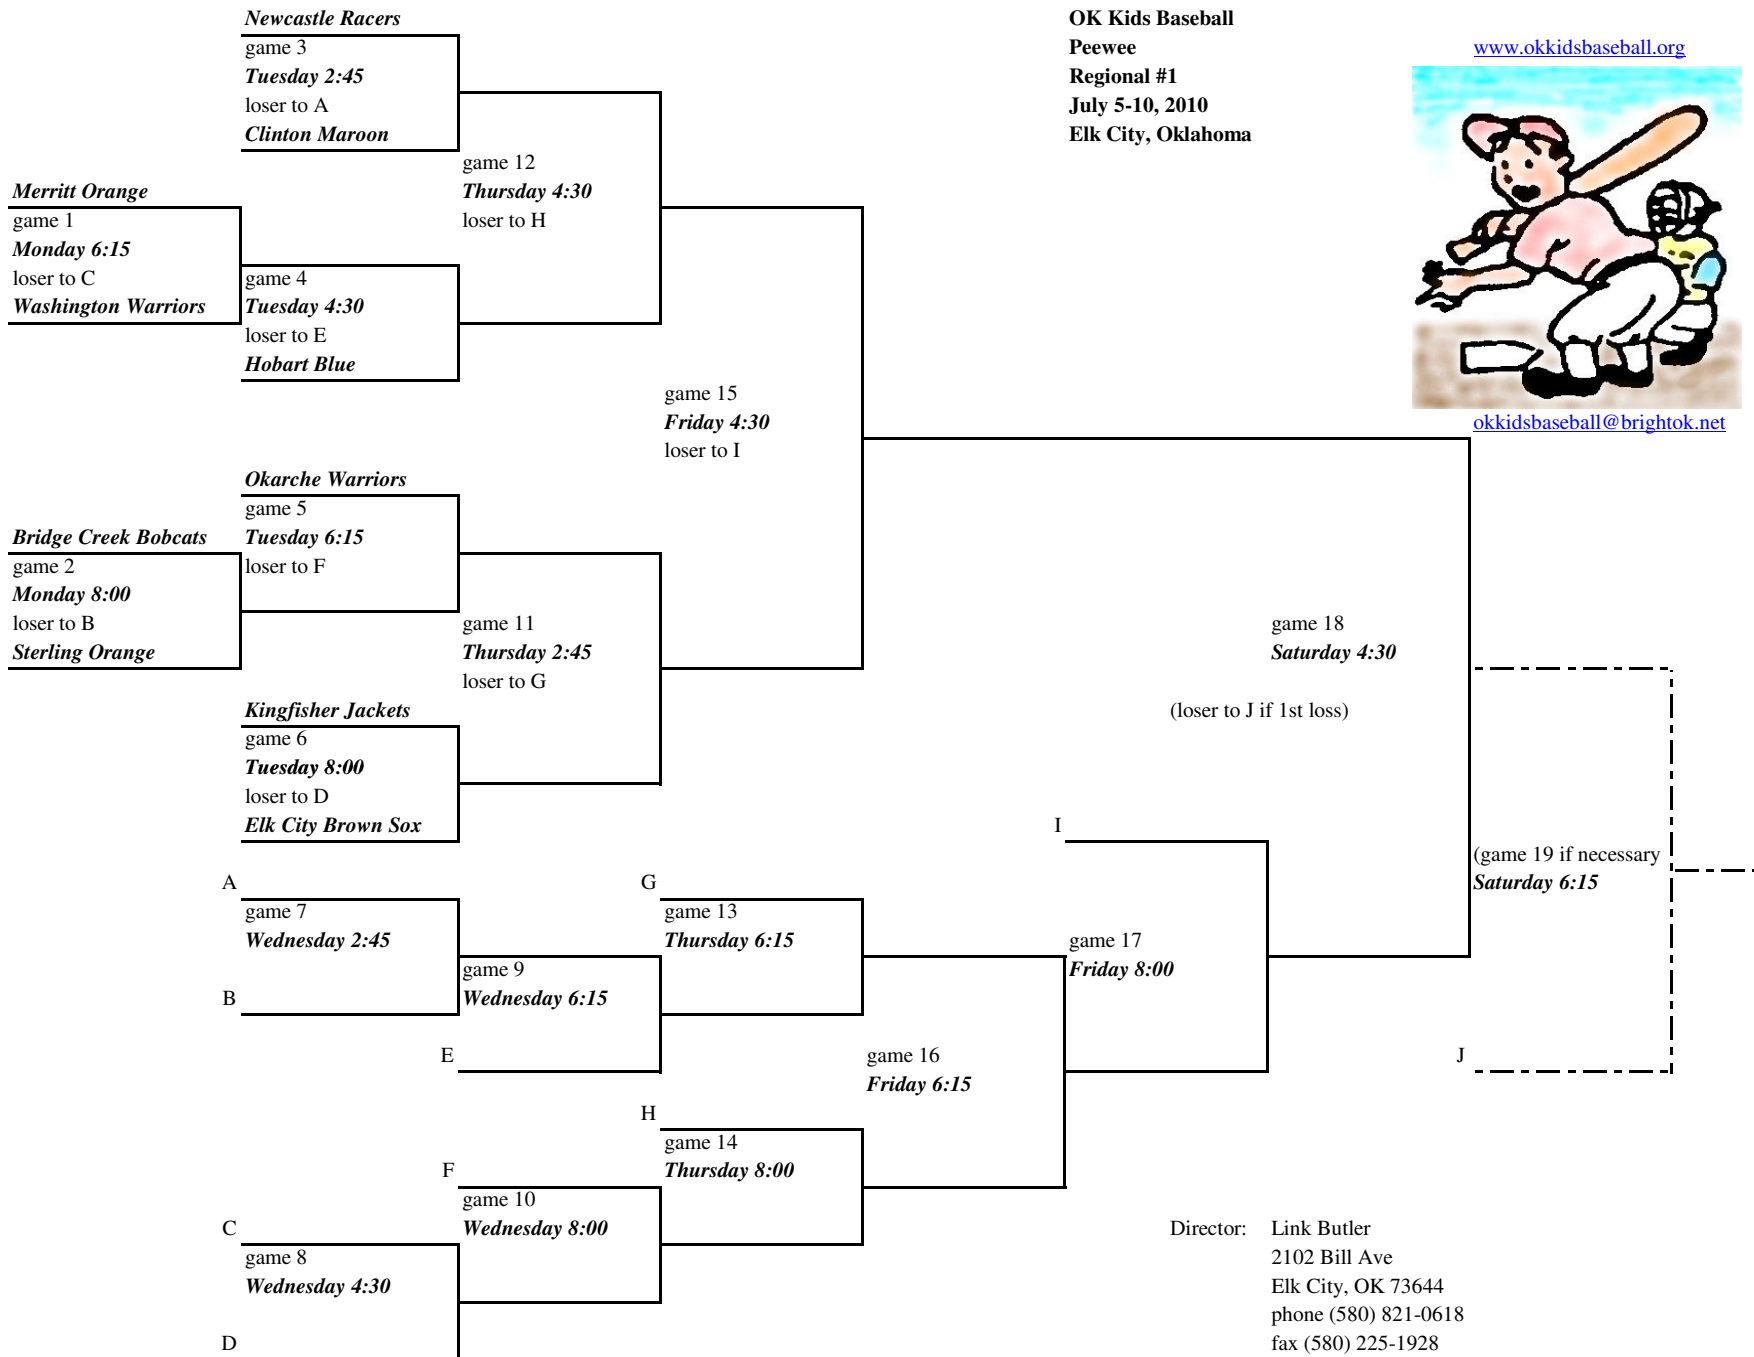 Newcastle Racers
game 3
Tuesday 2:45
loser to A
Clinton Maroon
OK Kids Baseball
Peewee
Regional #1
July 5-10, 2010
Elk City, Oklahoma
www.okkidsbaseball.org
okkidsbaseball@brightok.net
game 12
Thursday 4:30
loser to H
Merritt Orange
game 1
Monday 6:15
loser to C
Washington Warriors
game 4
Tuesday 4:30
loser to E
Hobart Blue
game 15
Friday 4:30
loser to I
Okarche Warriors
game 5
Tuesday 6:15
loser to F
Bridge Creek Bobcats
game 2
Monday 8:00
loser to B
Sterling Orange
game 11
Thursday 2:45
loser to G
game 18
Saturday 4:30
(loser to J if 1st loss)
Kingfisher Jackets
game 6
Tuesday 8:00
loser to D
Elk City Brown Sox
I
(game 19 if necessary
Saturday 6:15
A
game 7
Wednesday 2:45
B
G
game 13
Thursday 6:15
game 17
Friday 8:00
game 9
Wednesday 6:15
E
game 16
Friday 6:15
J
H
game 14
Thursday 8:00
F
game 10
Wednesday 8:00
C
game 8
Wednesday 4:30
D
Director: Link Butler
2102 Bill Ave
Elk City, OK 73644
phone (580) 821-0618
fax (580) 225-1928